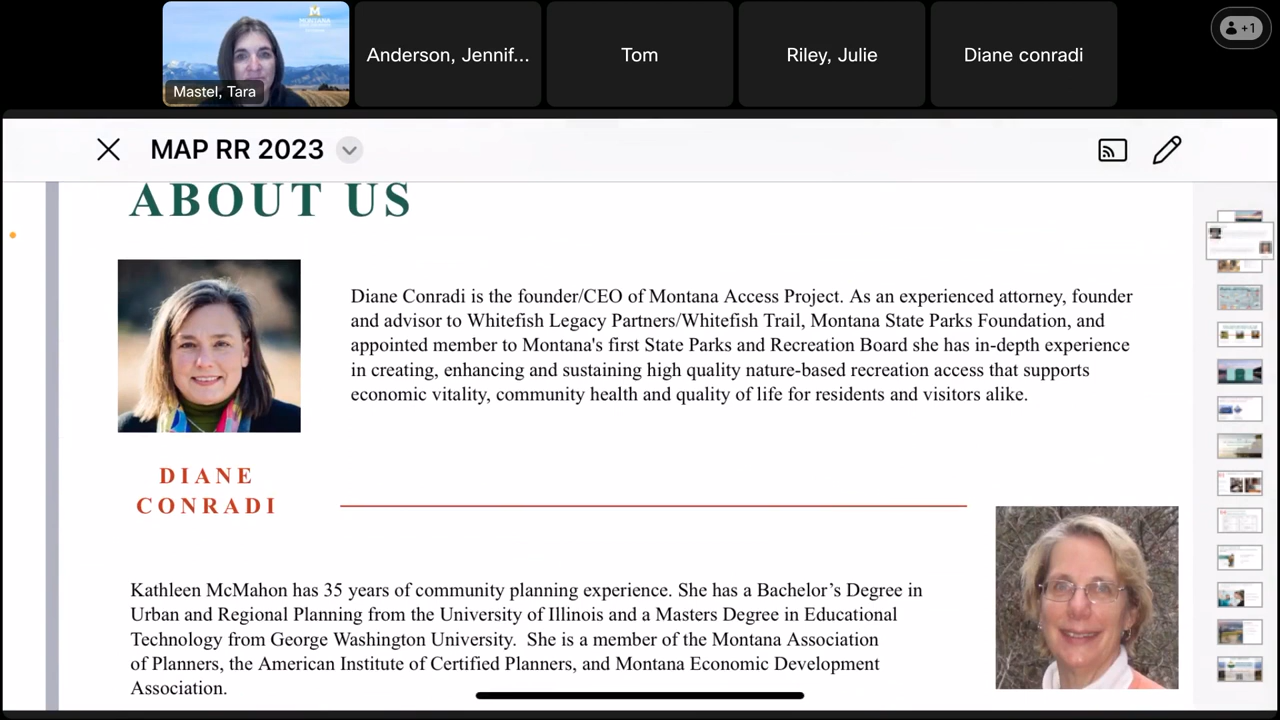 MONTANA
Mastel, Tara
Anderson, Jennif...
Tom
Riley, Julie
Diane conradi
+1
MAP RR 2023
ABOUT US
Diane Conradi is the founder/CEO of Montana Access Project. As an experienced attorney, founder
and advisor to Whitefish Legacy Partners/Whitefish Trail, Montana State Parks Foundation, and
appointed member to Montana's first State Parks and Recreation Board she has in-depth experience
in creating, enhancing and sustaining high quality nature-based recreation access that supports
economic vitality, community health and quality of life for residents and visitors alike.
DIANE
CONRADI
Kathleen McMahon has 35 years of community planning experience. She has a Bachelor’s Degree in
Urban and Regional Planning from the University of Illinois and a Masters Degree in Educational
Technology from George Washington University. She is a member of the Montana Association
of Planners, the American Institute of Certified Planners, and Montana Economic Development
Association.